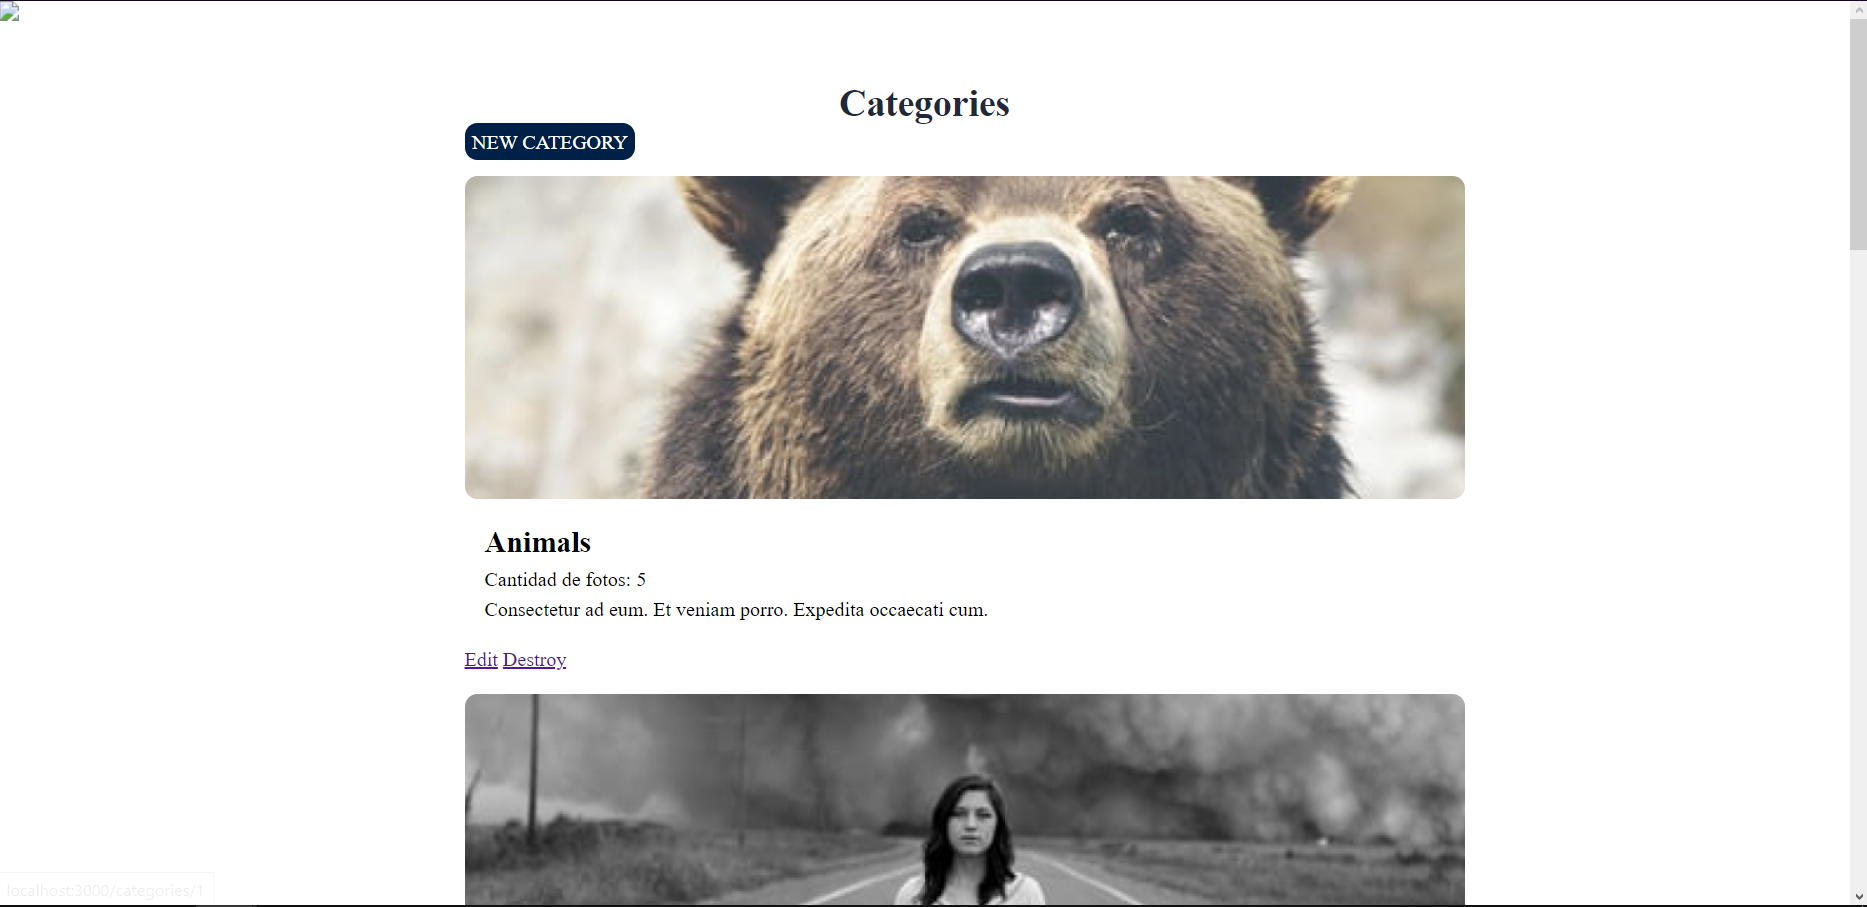 Categories
NEW CATEGORY
Animals
Cantidad de fotos: 5
Consectetur ad eum. Et veniam porro. Expedita occaecati cum.
Edit Destroy
localhost:3000/categories/1